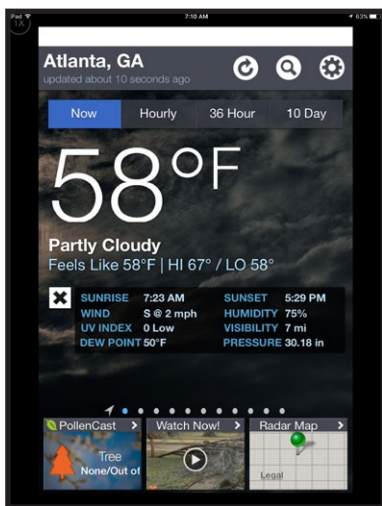 iPad 7:10 AM 63%
1X
Atlanta, GA
updated about 10 seconds ago
Now Hourly 36 Hour 10 Day
58°F
Partly Cloudy
Feels Like 58°F | HI 67° / LO 58°
SUNRISE 7:23 AM SUNSET 5:29 PM
WIND S @ 2 mph HUMIDITY 75%
UV INDEX 0 Low VISIBILITY 7 mi
DEW POINT 50°F PRESSURE 30.18 in
PollenCast Watch Now! Radar Map
Tree
None/Out of
Legal